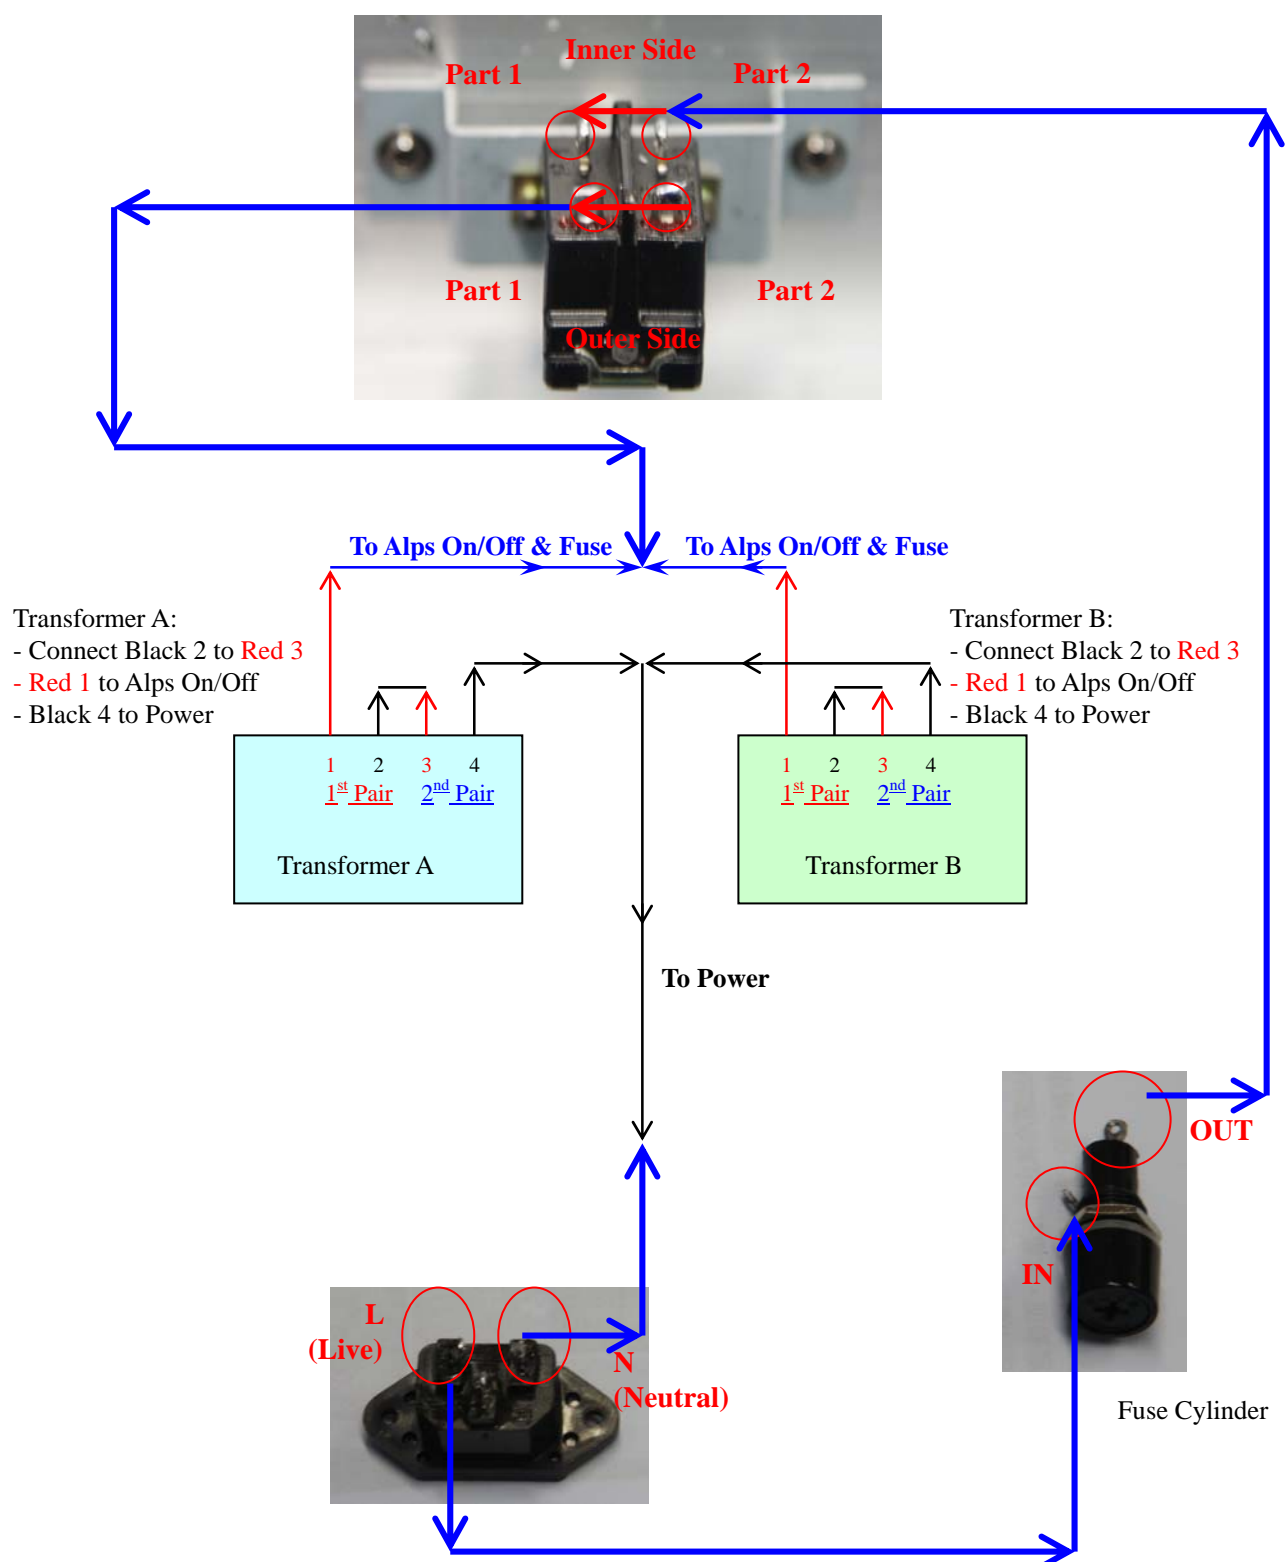 Inner Side
Part 1
Part 2
Part 1
Part 2
Outer Side
To Alps On/Off & Fuse
To Alps On/Off & Fuse
Transformer A:
- Connect Black 2 to Red 3
- Red 1 to Alps On/Off
- Black 4 to Power
Transformer B:
- Connect Black 2 to Red 3
- Red 1 to Alps On/Off
- Black 4 to Power
1 2 3 4
1st Pair 2nd Pair
Transformer A
1 2 3 4
1st Pair 2nd Pair
Transformer B
To Power
OUT
IN
L
(Live)
N
(Neutral)
Fuse Cylinder